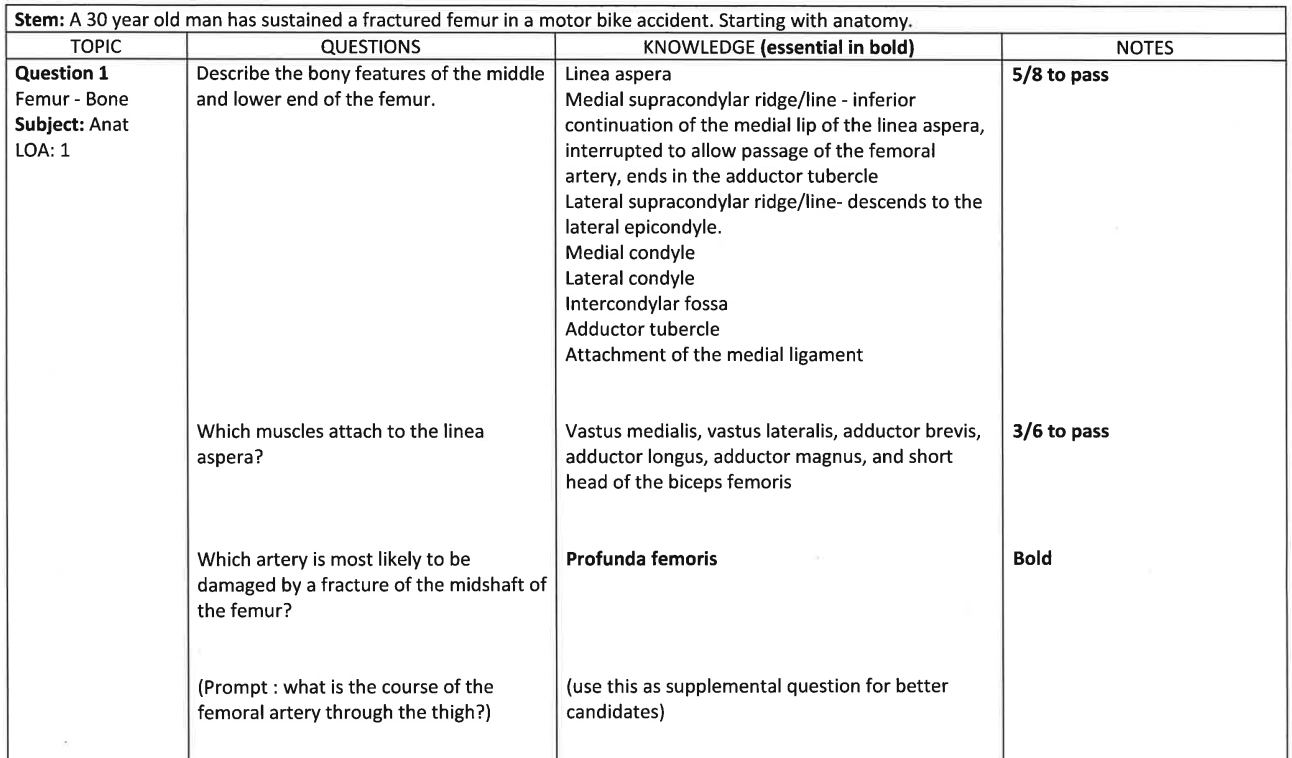 Stem: A 30 year old man has sustained a fractured femur in a motor bike accident. Starting with anatomy.
TOPIC
QUESTIONS
KNOWLEDGE (essential in bold)
NOTES
Question 1
Femur - Bone
Subject: Anat
LOA: 1
Describe the bony features of the middle
and lower end of the femur.
Linea aspera
Medial supracondylar ridge/line - inferior
continuation of the medial lip of the linea aspera,
interrupted to allow passage of the femoral
artery, ends in the adductor tubercle
Lateral supracondylar ridge/line- descends to the
lateral epicondyle.
Medial condyle
Lateral condyle
Intercondylar fossa
Adductor tubercle
Attachment of the medial ligament
5/8 to pass
Which muscles attach to the linea
aspera?
Vastus medialis, vastus lateralis, adductor brevis,
adductor longus, adductor magnus, and short
head of the biceps femoris
3/6 to pass
Which artery is most likely to be
damaged by a fracture of the midshaft of
the femur?
Profunda femoris
Bold
(Prompt : what is the course of the
femoral artery through the thigh?)
(use this as supplemental question for better
candidates)